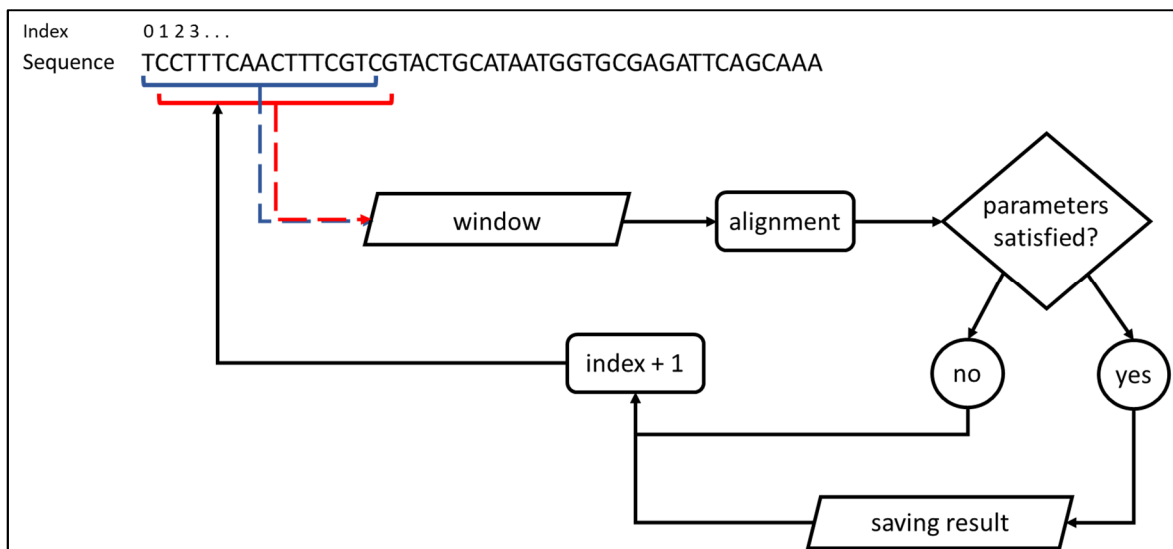 Index 0 1 2 3 . . .
Sequence TCCTTTCAACTTTCGTCGTACTGCATAATGGTGCGAGATTCAGCAAA
window
alignment
parameters
satisfied?
index + 1
no
yes
saving result